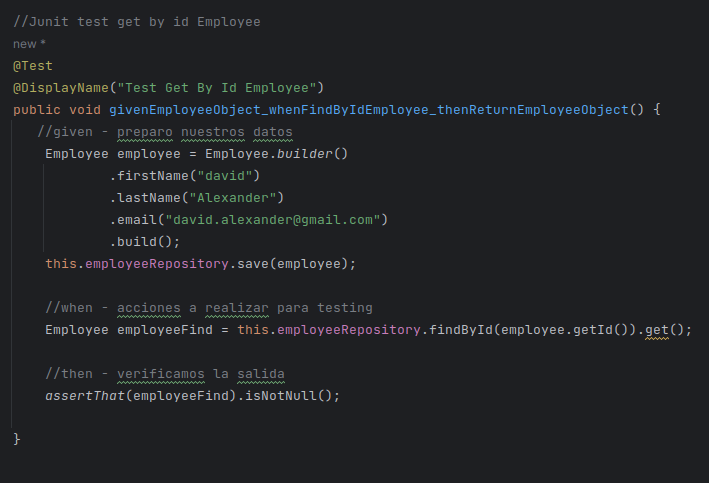 //Junit test get by id Employee
new *
@Test
@DisplayName("Test Get By Id Employee")
public void givenEmployeeObject_whenFindByIdEmployee_thenReturnEmployeeObject() {
//given - preparo nuestros datos
Employee employee = Employee.builder()
.firstName("david")
.lastName("Alexander")
.email("david.alexander@gmail.com")
.build();
this.employeeRepository.save(employee);
//when - acciones a realizar para testing
Employee employeeFind = this.employeeRepository.findById(employee.getId()).get();
//then - verificamos la salida
assertThat(employeeFind).isNotNull();
}